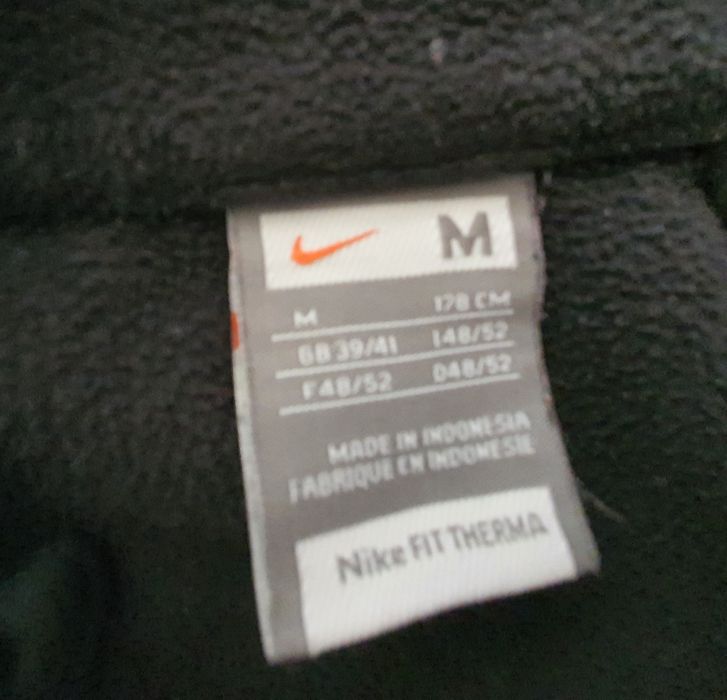 M
M 178 CM
GB 39/41 I48/52
F48/52 D48/52
MADE IN INDONESIA
FABRIQUE EN INDONESIE
Nike FIT THERMA